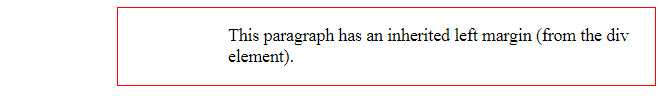 This paragraph has an inherited left margin (from the div
element).